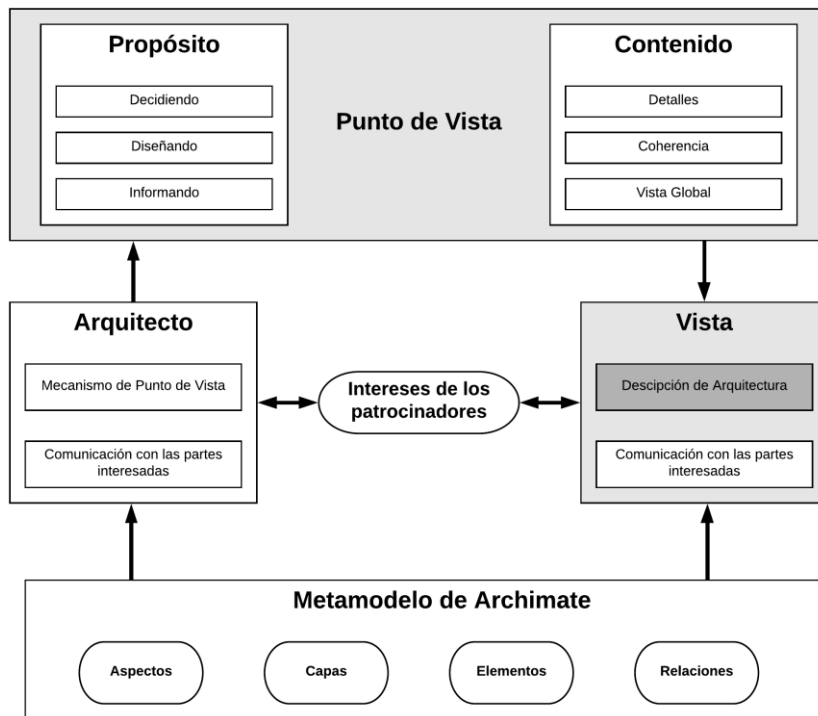 Propósito
Decidiendo
Diseñando
Informando
Punto de Vista
Contenido
Detalles
Coherencia
Vista Global
Arquitecto
Mecanismo de Punto de Vista
Comunicación con las partes
interesadas
Intereses de los
patrocinadores
Vista
Descipción de Arquitectura
Comunicación con las partes
interesadas
Metamodelo de Archimate
Aspectos
Capas
Elementos
Relaciones